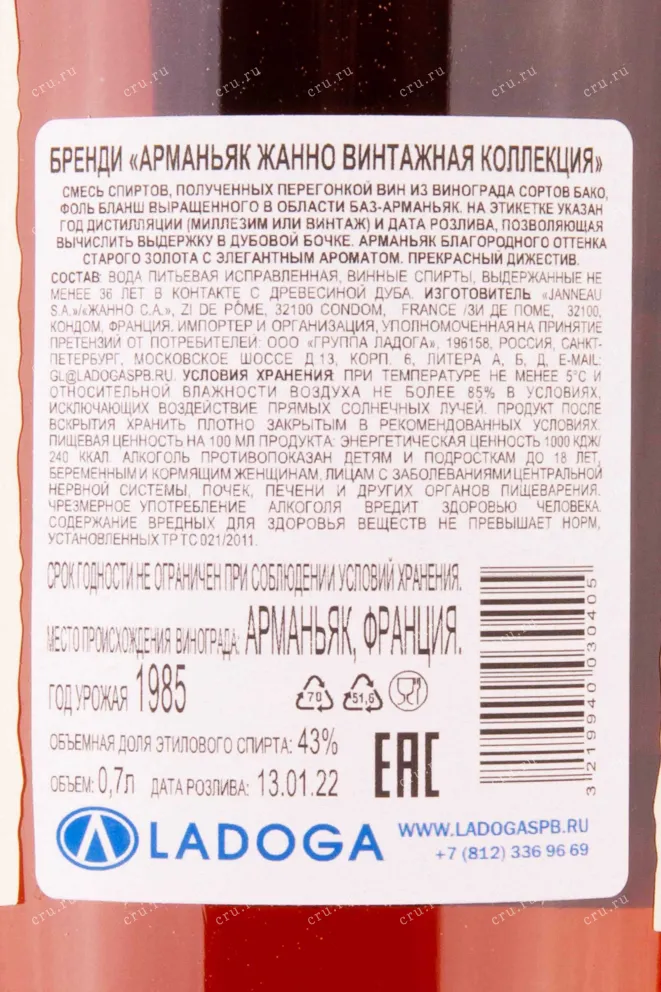 БРЕНДИ «АРМАНЬЯК ЖАННО ВИНТАЖНАЯ КОЛЛЕКЦИЯ»
СМЕСЬ СПИРТОВ, ПОЛУЧЕННЫХ ПЕРЕГОНКОЙ ВИН ИЗ ВИНОГРАДА СОРТОВ БАКО,
ФОЛЬ БЛАНШ ВЫРАЩЕННОГО В ОБЛАСТИ БАЗ-АРМАНЬЯК. НА ЭТИКЕТКЕ УКАЗАН
ГОД ДИСТИЛЛЯЦИИ (МИЛЛЕЗИМ ИЛИ ВИНТАЖ) И ДАТА РОЗЛИВА, ПОЗВОЛЯЮЩАЯ
ВЫЧИСЛИТЬ ВЫДЕРЖКУ В ДУБОВОЙ БОЧКЕ. АРМАНЬЯК БЛАГОРОДНОГО ОТТЕНКА
СТАРОГО ЗОЛОТА С ЭЛЕГАНТНЫМ АРОМАТОМ. ПРЕКРАСНЫЙ ДИЖЕСТИВ.
СОСТАВ: ВОДА ПИТЬЕВАЯ ИСПРАВЛЕННАЯ, ВИННЫЕ СПИРТЫ, ВЫДЕРЖАННЫЕ НЕ
МЕНЕЕ 36 ЛЕТ В КОНТАКТЕ С ДРЕВЕСИНОЙ ДУБА. ИЗГОТОВИТЕЛЬ «JANNEAU
S.A.»/«ЖАННО С.А.», ZI DE PÔME, 32100 CONDOM, FRANCE /ЗИ ДЕ ПОМЕ, 32100,
КОНДОМ, ФРАНЦИЯ. ИМПОРТЕР И ОРГАНИЗАЦИЯ, УПОЛНОМОЧЕННАЯ НА ПРИНЯТИЕ
ПРЕТЕНЗИЙ ОТ ПОТРЕБИТЕЛЕЙ: ООО «ГРУППА ЛАДОГА», 196158, РОССИЯ, САНКТ-
ПЕТЕРБУРГ, МОСКОВСКОЕ ШОССЕ Д.13, КОРП. 6, ЛИТЕРА А, Б, Д, E-MAIL:
GL@LADOGASPB.RU. УСЛОВИЯ ХРАНЕНИЯ: ПРИ ТЕМПЕРАТУРЕ НЕ МЕНЕЕ 5°С И
ОТНОСИТЕЛЬНОЙ ВЛАЖНОСТИ ВОЗДУХА НЕ БОЛЕЕ 85% В УСЛОВИЯХ,
ИСКЛЮЧАЮЩИХ ВОЗДЕЙСТВИЕ ПРЯМЫХ СОЛНЕЧНЫХ ЛУЧЕЙ. ПРОДУКТ ПОСЛЕ
ВСКРЫТИЯ ХРАНИТЬ ПЛОТНО ЗАКРЫТЫМ В РЕКОМЕНДОВАННЫХ УСЛОВИЯХ.
ПИЩЕВАЯ ЦЕННОСТЬ НА 100 МЛ ПРОДУКТА: ЭНЕРГЕТИЧЕСКАЯ ЦЕННОСТЬ 1000 КДЖ/
240 ККАЛ. АЛКОГОЛЬ ПРОТИВОПОКАЗАН ДЕТЯМ И ПОДРОСТКАМ ДО 18 ЛЕТ,
БЕРЕМЕННЫМ И КОРМЯЩИМ ЖЕНЩИНАМ, ЛИЦАМ С ЗАБОЛЕВАНИЯМИ ЦЕНТРАЛЬНОЙ
НЕРВНОЙ СИСТЕМЫ, ПОЧЕК, ПЕЧЕНИ И ДРУГИХ ОРГАНОВ ПИЩЕВАРЕНИЯ.
ЧРЕЗМЕРНОЕ УПОТРЕБЛЕНИЕ АЛКОГОЛЯ ВРЕДИТ ЗДОРОВЬЮ ЧЕЛОВЕКА.
СОДЕРЖАНИЕ ВРЕДНЫХ ДЛЯ ЗДОРОВЬЯ ВЕЩЕСТВ НЕ ПРЕВЫШАЕТ НОРМ,
УСТАНОВЛЕННЫХ ТР ТС 021/2011.
СРОК ГОДНОСТИ НЕ ОГРАНИЧЕН ПРИ СОБЛЮДЕНИИ УСЛОВИЙ ХРАНЕНИЯ.
МЕСТО ПРОИСХОЖДЕНИЯ ВИНОГРАДА: АРМАНЬЯК, ФРАНЦИЯ.
ГОД УРОЖАЯ 1985
70 51,6
ОБЪЕМНАЯ ДОЛЯ ЭТИЛОВОГО СПИРТА: 43%
ОБЪЕМ: 0,7л ДАТА РОЗЛИВА: 13.01.22
EAC
3 219940 030405
LADOGA
WWW.LADOGASPB.RU
+7 (812) 336 96 69
cru.ru